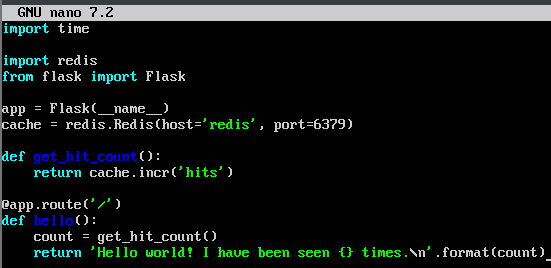 GNU nano 7.2
import time

import redis
from flask import Flask

app = Flask(__name__)
cache = redis.Redis(host='redis', port=6379)

def get_hit_count():
    return cache.incr('hits')

@app.route('/')
def hello():
    count = get_hit_count()
    return 'Hello world! I have been seen {} times.\n'.format(count)